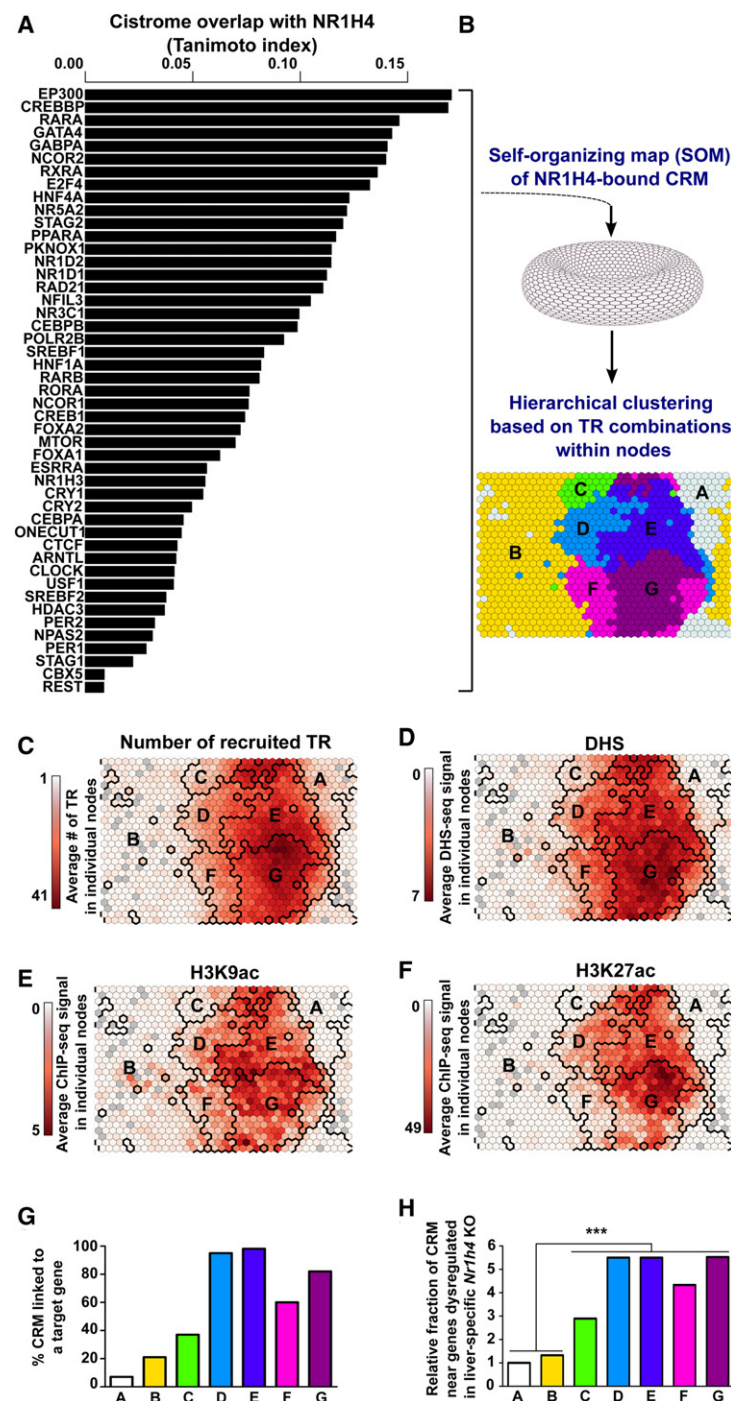 A
Cistrome overlap with NR1H4
(Tanimoto index)
0.00 0.05 0.10 0.15
EP300
CREBBP
RARA
GATA4
GABPA
NCOR2
RXRA
E2F4
HNF4A
NR5A2
STAG2
PPARA
PKNOX1
NR1D2
NR1D1
RAD21
NFIL3
NR3C1
CEBPB
POLR2B
SREBF1
HNF1A
RARB
RORA
NCOR1
CREB1
FOXA2
MTOR
FOXA1
ESRRA
NR1H3
CRY1
CRY2
CEBPA
ONECUT1
CTCF
ARNTL
CLOCK
USF1
SREBF2
HDAC3
PER2
NPAS2
PER1
STAG1
CBX5
REST
B
Self-organizing map (SOM)
of NR1H4-bound CRM
Hierarchical clustering
based on TR combinations
within nodes
A
B
C
D
E
F
G
C
Number of recruited TR
1
41
Average # of TR
in individual nodes
A
B
C
D
E
F
G
D
DHS
0
7
Average DHS-seq signal
in individual nodes
A
B
C
D
E
F
G
E
H3K9ac
0
5
Average ChIP-seq signal
in individual nodes
A
B
C
D
E
F
G
F
H3K27ac
0
49
Average ChIP-seq signal
in individual nodes
A
B
C
D
E
F
G
G
% CRM linked to
a target gene
100
80
60
40
20
0
A B C D E F G
H
Relative fraction of CRM
near genes dysregulated
in liver-specific Nr1h4 KO
6
5
4
3
2
1
0
***
A B C D E F G